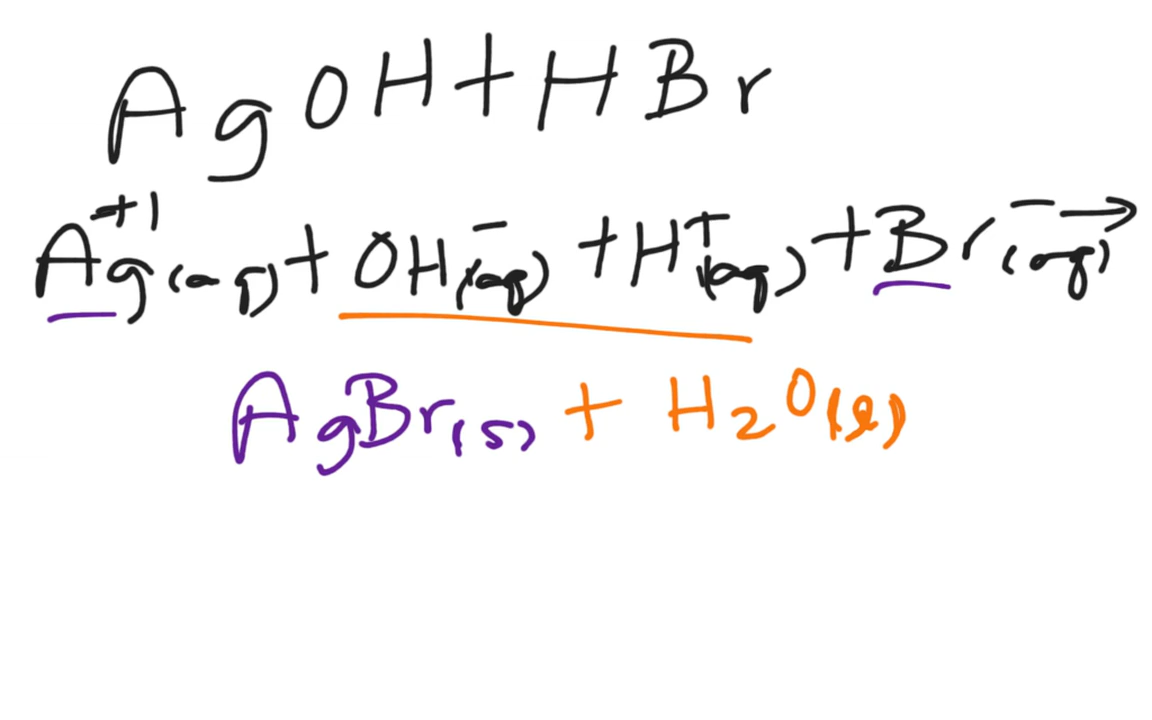 AgOH + HBr
Ag⁺¹(aq) + OH⁻(aq) + H⁺(aq) + Br⁻(aq) →
AgBr(s) + H₂O(l)